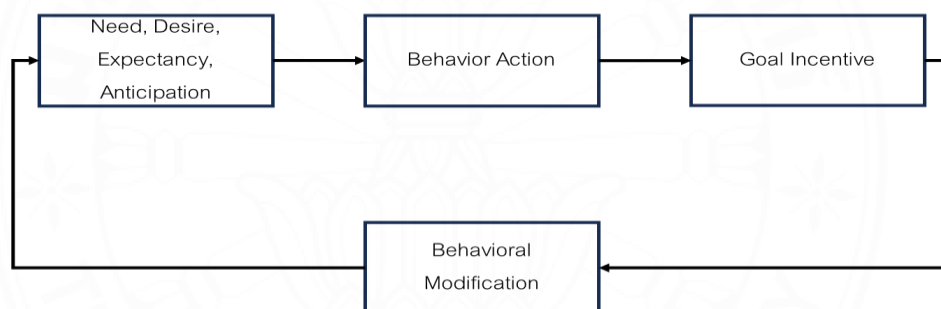 Need, Desire,
Expectancy,
Anticipation
Behavior Action
Goal Incentive
Behavioral
Modification